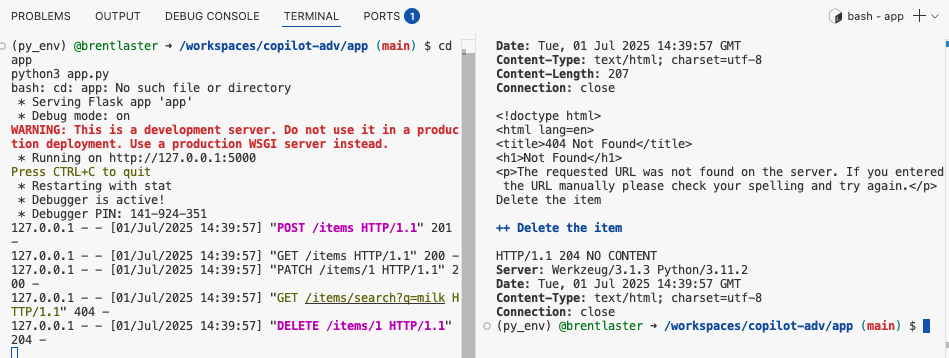 PROBLEMS OUTPUT DEBUG CONSOLE TERMINAL PORTS 1 bash - app
(py_env) @brentlaster ➜ /workspaces/copilot-adv/app (main) $ cd
app
python3 app.py
bash: cd: app: No such file or directory
* Serving Flask app 'app'
* Debug mode: on
WARNING: This is a development server. Do not use it in a produc
tion deployment. Use a production WSGI server instead.
* Running on http://127.0.0.1:5000
Press CTRL+C to quit
* Restarting with stat
* Debugger is active!
* Debugger PIN: 141-924-351
127.0.0.1 - - [01/Jul/2025 14:39:57] "POST /items HTTP/1.1" 201
-
127.0.0.1 - - [01/Jul/2025 14:39:57] "GET /items HTTP/1.1" 200 -
127.0.0.1 - - [01/Jul/2025 14:39:57] "PATCH /items/1 HTTP/1.1" 2
00 -
127.0.0.1 - - [01/Jul/2025 14:39:57] "GET /items/search?q=milk H
TTP/1.1" 404 -
127.0.0.1 - - [01/Jul/2025 14:39:57] "DELETE /items/1 HTTP/1.1"
204 -
Date: Tue, 01 Jul 2025 14:39:57 GMT
Content-Type: text/html; charset=utf-8
Content-Length: 207
Connection: close
<!doctype html>
<html lang=en>
<title>404 Not Found</title>
<h1>Not Found</h1>
<p>The requested URL was not found on the server. If you entered
the URL manually please check your spelling and try again.</p>
Delete the item
++ Delete the item
HTTP/1.1 204 NO CONTENT
Server: Werkzeug/3.1.3 Python/3.11.2
Date: Tue, 01 Jul 2025 14:39:57 GMT
Content-Type: text/html; charset=utf-8
Connection: close
(py_env) @brentlaster ➜ /workspaces/copilot-adv/app (main) $